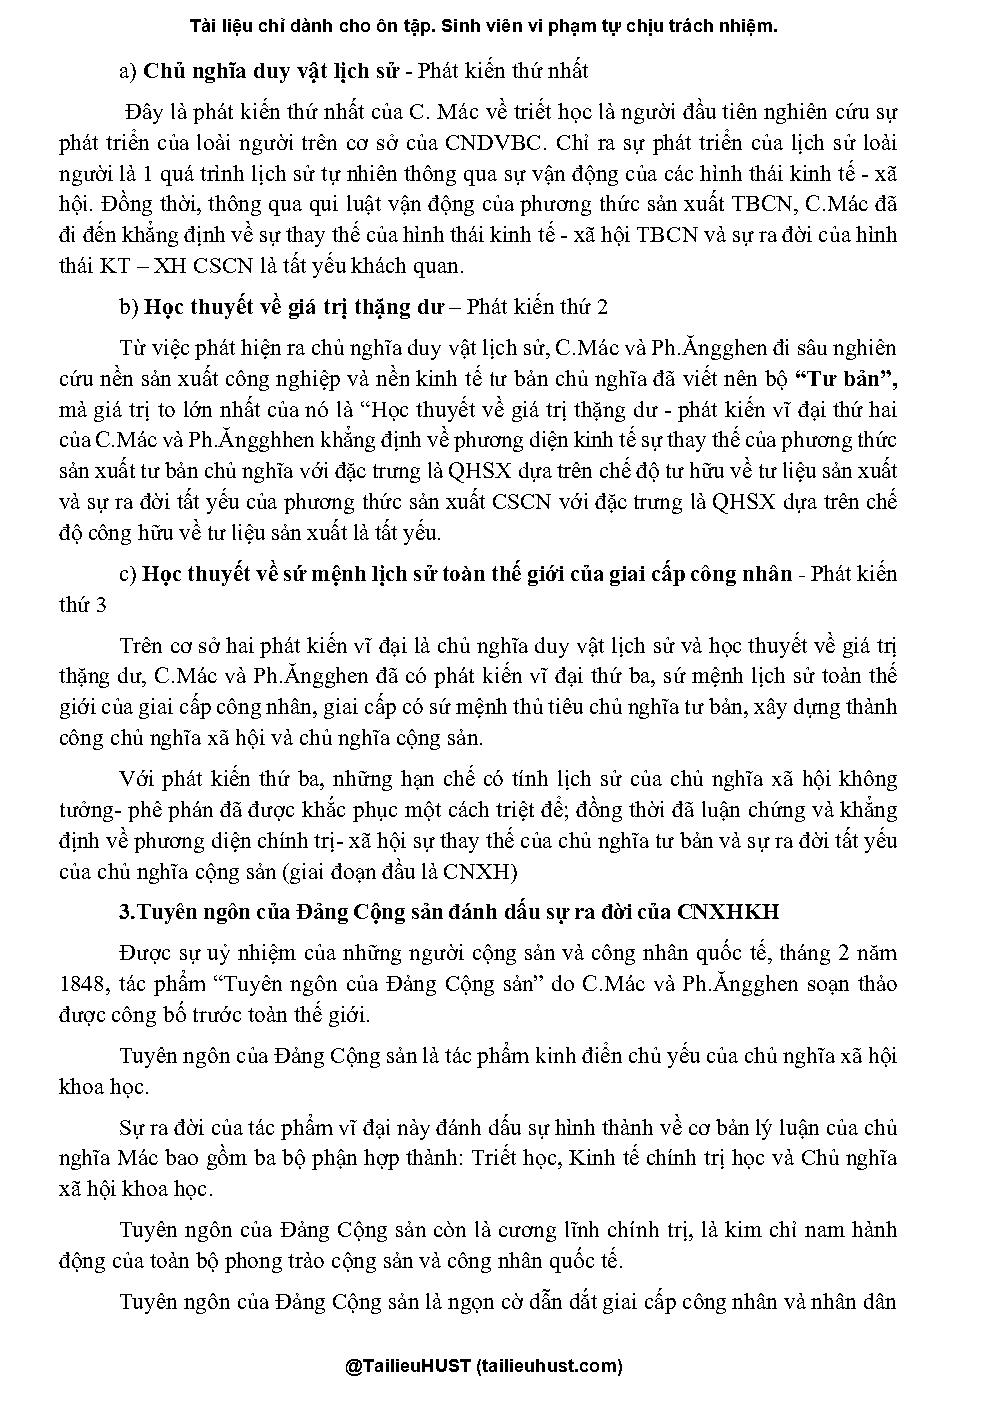 Tài liệu chỉ dành cho ôn tập. Sinh viên vi phạm tự chịu trách nhiệm.
a) Chủ nghĩa duy vật lịch sử - Phát kiến thứ nhất
Đây là phát kiến thứ nhất của C. Mác về triết học là người đầu tiên nghiên cứu sự
phát triển của loài người trên cơ sở của CNDVBC. Chỉ ra sự phát triển của lịch sử loài
người là 1 quá trình lịch sử tự nhiên thông qua sự vận động của các hình thái kinh tế - xã
hội. Đồng thời, thông qua qui luật vận động của phương thức sản xuất TBCN, C.Mác đã
đi đến khẳng định về sự thay thế của hình thái kinh tế - xã hội TBCN và sự ra đời của hình
thái KT – XH CSCN là tất yếu khách quan.
b) Học thuyết về giá trị thặng dư – Phát kiến thứ 2
Từ việc phát hiện ra chủ nghĩa duy vật lịch sử, C.Mác và Ph.Ăngghen đi sâu nghiên
cứu nền sản xuất công nghiệp và nền kinh tế tư bản chủ nghĩa đã viết nên bộ “Tư bản”,
mà giá trị to lớn nhất của nó là “Học thuyết về giá trị thặng dư - phát kiến vĩ đại thứ hai
của C.Mác và Ph.Ăngghhen khẳng định về phương diện kinh tế sự thay thế của phương thức
sản xuất tư bản chủ nghĩa với đặc trưng là QHSX dựa trên chế độ tư hữu về tư liệu sản xuất
và sự ra đời tất yếu của phương thức sản xuất CSCN với đặc trưng là QHSX dựa trên chế
độ công hữu về tư liệu sản xuất là tất yếu.
c) Học thuyết về sứ mệnh lịch sử toàn thế giới của giai cấp công nhân - Phát kiến
thứ 3
Trên cơ sở hai phát kiến vĩ đại là chủ nghĩa duy vật lịch sử và học thuyết về giá trị
thặng dư, C.Mác và Ph.Ăngghen đã có phát kiến vĩ đại thứ ba, sứ mệnh lịch sử toàn thế
giới của giai cấp công nhân, giai cấp có sứ mệnh thủ tiêu chủ nghĩa tư bản, xây dựng thành
công chủ nghĩa xã hội và chủ nghĩa cộng sản.
Với phát kiến thứ ba, những hạn chế có tính lịch sử của chủ nghĩa xã hội không
tưởng- phê phán đã được khắc phục một cách triệt để; đồng thời đã luận chứng và khẳng
định về phương diện chính trị- xã hội sự thay thế của chủ nghĩa tư bản và sự ra đời tất yếu
của chủ nghĩa cộng sản (giai đoạn đầu là CNXH)
3.Tuyên ngôn của Đảng Cộng sản đánh dấu sự ra đời của CNXHKH
Được sự uỷ nhiệm của những người cộng sản và công nhân quốc tế, tháng 2 năm
1848, tác phẩm “Tuyên ngôn của Đảng Cộng sản” do C.Mác và Ph.Ăngghen soạn thảo
được công bố trước toàn thế giới.
Tuyên ngôn của Đảng Cộng sản là tác phẩm kinh điển chủ yếu của chủ nghĩa xã hội
khoa học.
Sự ra đời của tác phẩm vĩ đại này đánh dấu sự hình thành về cơ bản lý luận của chủ
nghĩa Mác bao gồm ba bộ phận hợp thành: Triết học, Kinh tế chính trị học và Chủ nghĩa
xã hội khoa học.
Tuyên ngôn của Đảng Cộng sản còn là cương lĩnh chính trị, là kim chỉ nam hành
động của toàn bộ phong trào cộng sản và công nhân quốc tế.
Tuyên ngôn của Đảng Cộng sản là ngọn cờ dẫn dắt giai cấp công nhân và nhân dân
@TailieuHUST (tailieuhust.com)